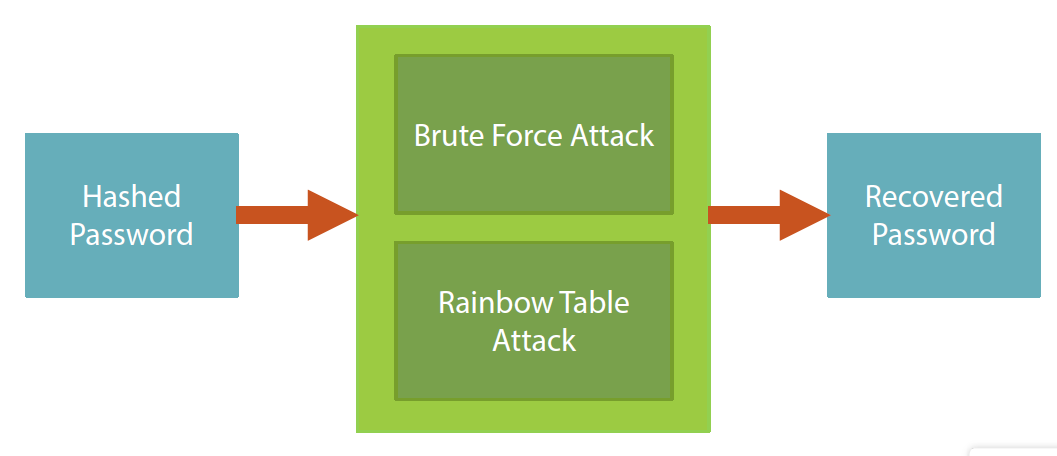 Hashed
Password
Brute Force Attack
Rainbow Table
Attack
Recovered
Password